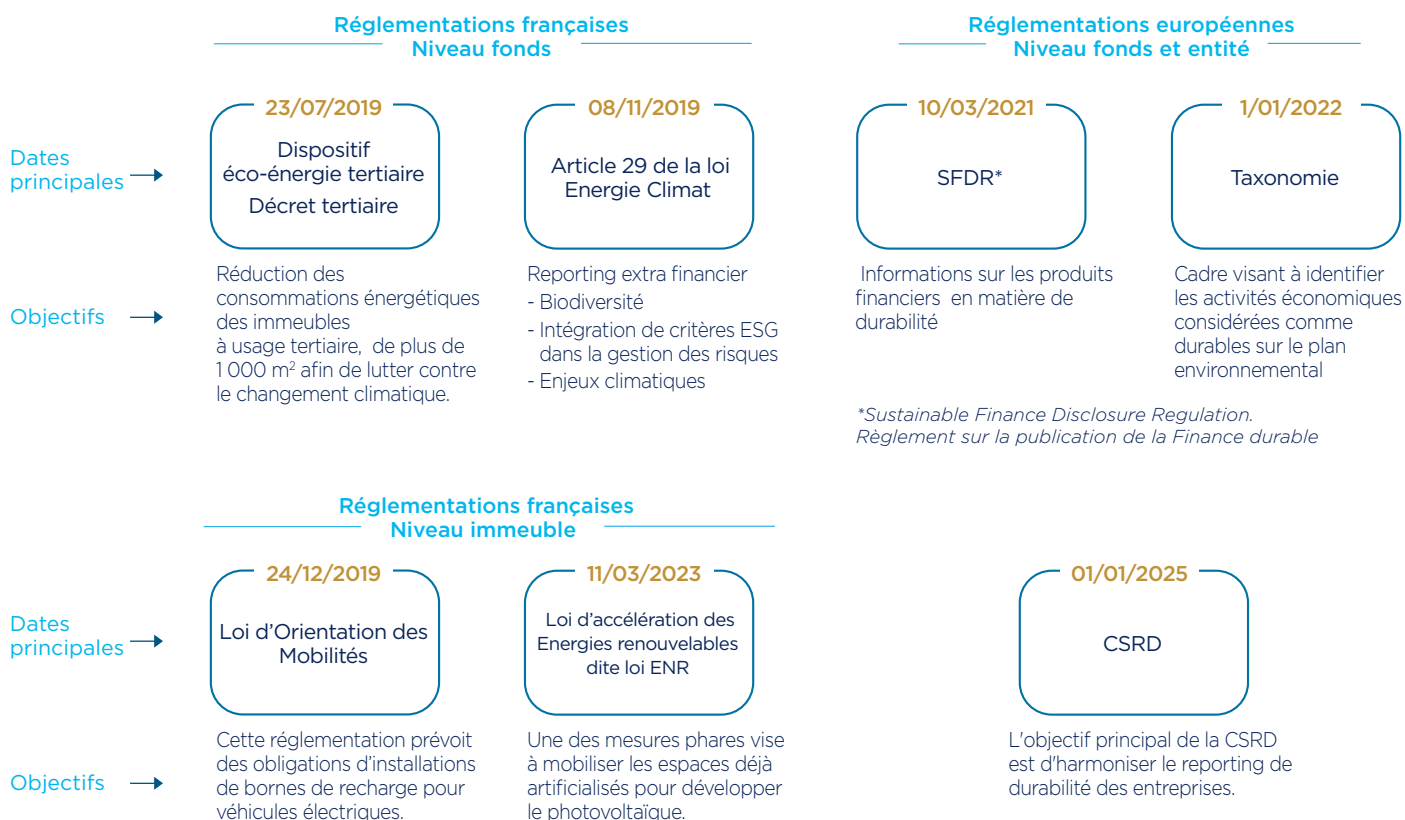 Réglementations françaises
Niveau fonds
Réglementations européennes
Niveau fonds et entité
Dates
principales
23/07/2019
Dispositif
éco-énergie tertiaire
Décret tertiaire
08/11/2019
Article 29 de la loi
Energie Climat
10/03/2021
SFDR*
1/01/2022
Taxonomie
Objectifs
Réduction des
consommations énergétiques
des immeubles
à usage tertiaire, de plus de
1 000 m² afin de lutter contre
le changement climatique.
Reporting extra financier
- Biodiversité
- Intégration de critères ESG
dans la gestion des risques
- Enjeux climatiques
Informations sur les produits
financiers en matière de
durabilité
Cadre visant à identifier
les activités économiques
considérées comme
durables sur le plan
environnemental
*Sustainable Finance Disclosure Regulation.
Règlement sur la publication de la Finance durable
Réglementations françaises
Niveau immeuble
Dates
principales
24/12/2019
Loi d'Orientation des
Mobilités
11/03/2023
Loi d'accélération des
Energies renouvelables
dite loi ENR
01/01/2025
CSRD
Objectifs
Cette réglementation prévoit
des obligations d'installations
de bornes de recharge pour
véhicules électriques.
Une des mesures phares vise
à mobiliser les espaces déjà
artificialisés pour développer
le photovoltaïque.
L'objectif principal de la CSRD
est d'harmoniser le reporting de
durabilité des entreprises.